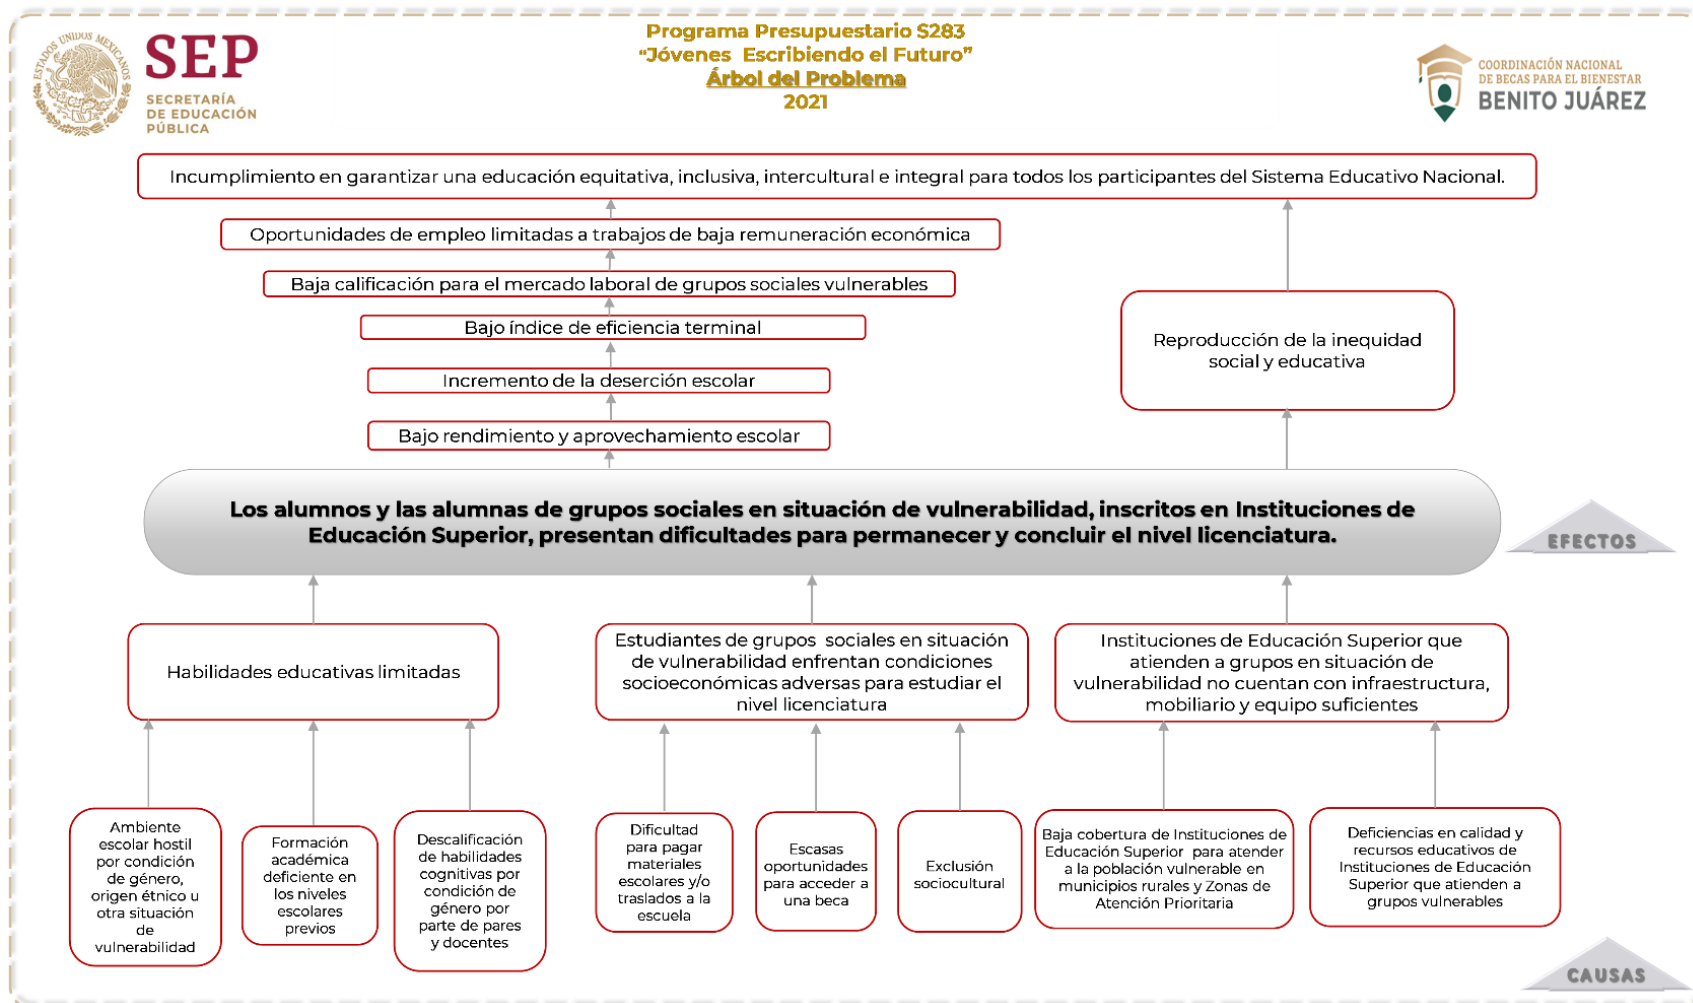 ESTADOS UNIDOS MEXICANOS
SEP
SECRETARÍA
DE EDUCACIÓN
PÚBLICA
Programa Presupuestario S283
“Jóvenes Escribiendo el Futuro”
Árbol del Problema
2021
COORDINACIÓN NACIONAL
DE BECAS PARA EL BIENESTAR
BENITO JUÁREZ
Incumplimiento en garantizar una educación equitativa, inclusiva, intercultural e integral para todos los participantes del Sistema Educativo Nacional.
Oportunidades de empleo limitadas a trabajos de baja remuneración económica
Baja calificación para el mercado laboral de grupos sociales vulnerables
Bajo índice de eficiencia terminal
Incremento de la deserción escolar
Bajo rendimiento y aprovechamiento escolar
Reproducción de la inequidad
social y educativa
Los alumnos y las alumnas de grupos sociales en situación de vulnerabilidad, inscritos en Instituciones de
Educación Superior, presentan dificultades para permanecer y concluir el nivel licenciatura.
EFECTOS
Habilidades educativas limitadas
Estudiantes de grupos sociales en situación
de vulnerabilidad enfrentan condiciones
socioeconómicas adversas para estudiar el
nivel licenciatura
Instituciones de Educación Superior que
atienden a grupos en situación de
vulnerabilidad no cuentan con infraestructura,
mobiliario y equipo suficientes
Ambiente
escolar hostil
por condición
de género,
origen étnico u
otra situación
de
vulnerabilidad
Formación
académica
deficiente en
los niveles
escolares
previos
Descalificación
de habilidades
cognitivas por
condición de
género por
parte de pares
y docentes
Dificultad
para pagar
materiales
escolares y/o
traslados a la
escuela
Escasas
oportunidades
para acceder a
una beca
Exclusión
sociocultural
Baja cobertura de Instituciones de
Educación Superior para atender
a la población vulnerable en
municipios rurales y Zonas de
Atención Prioritaria
Deficiencias en calidad y
recursos educativos de
Instituciones de Educación
Superior que atienden a
grupos vulnerables
CAUSAS